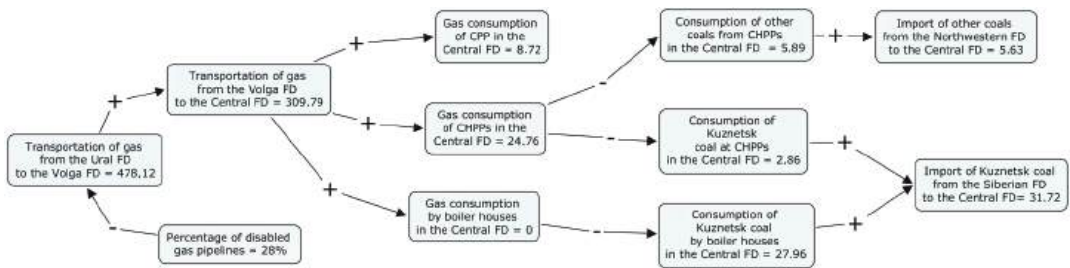 Gas consumption
of CPP in the
Central FD = 8.72
Consumption of other
coals from CHPPs
in the Central FD = 5.89
+
Import of other coals
from the Northwestern FD
to the Central FD = 5.63
+
Transportation of gas
from the Volga FD
to the Central FD = 309.79
+
Gas consumption
of CHPPs in the
Central FD = 24.76
-
-
Consumption of
Kuznetsk
coal at CHPPs
in the Central FD = 2.86
+
+
Transportation of gas
from the Ural FD
to the Volga FD = 478,12
Import of Kuznetsk coal
from the Siberian FD
to the Central FD= 31.72
+
Gas consumption
by boiler houses
in the Central FD = 0
-
Consumption of
Kuznetsk coal
by boiler houses
in the Central FD = 27.96
+
-
Percentage of disabled
gas pipelines = 28%